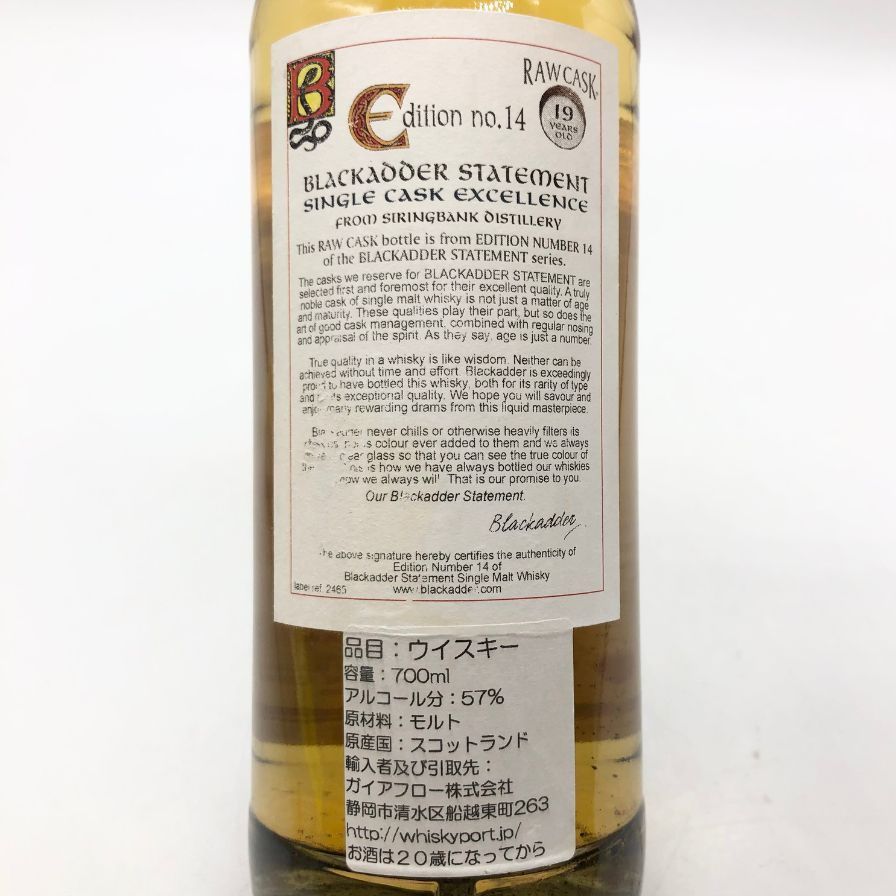 B
RAWCASK
Edition no.14
19
YEARS
OLD
BLACKADDER STATEMENT
SINGLE CASK EXCELLENCE
FROM SIRINGBANK DISTILLERY
This RAW CASK bottle is from EDITION NUMBER 14
of the BLACKADDER STATEMENT series.
The casks we reserve for BLACKADDER STATEMENT are
selected first and foremost for their excellent quality. A truly
noble cask of single malt whisky is not just a matter of age
and maturity. These qualities play their part, but so does the
art of good cask management, combined with regular nosing
and appraisal of the spirit. As they say, age is just a number.
True quality in a whisky is like wisdom. Neither can be
achieved without time and effort. Blackadder is exceedingly
proud to have bottled this whisky, both for its rarity of type
and its exceptional quality. We hope you will savour and
enjoy many rewarding drams from this liquid masterpiece.
Blackadder never chills or otherwise heavily filters its
is colour ever added to them and we always
clear glass so that you can see the true colour of
is how we have always bottled our whiskies
how we always will. That is our promise to you.
Our Blackadder Statement.
Blackadder
The above signature hereby certifies the authenticity of
Edition Number 14 of
Blackadder Statement Single Malt Whisky
label ref. 2465
www.blackadder.com
品目：ウイスキー
容量：700ml
アルコール分：57%
原材料：モルト
原産国：スコットランド
輸入者及び引取先：
ガイアフロー株式会社
静岡市清水区船越東町263
http://whiskyport.jp/
お酒は２０歳になってから